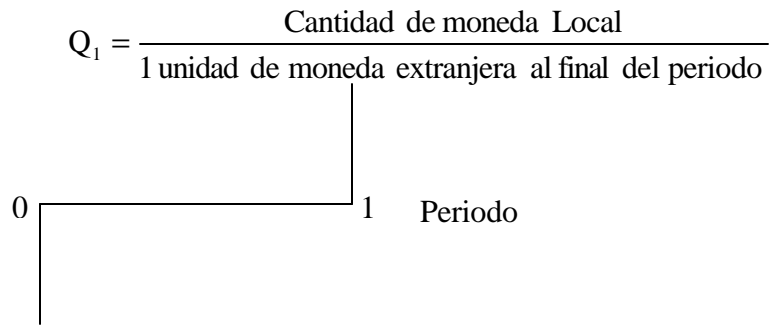 Q₁ = Cantidad de moneda Local
1 unidad de moneda extranjera al final del periodo
0 1 Periodo